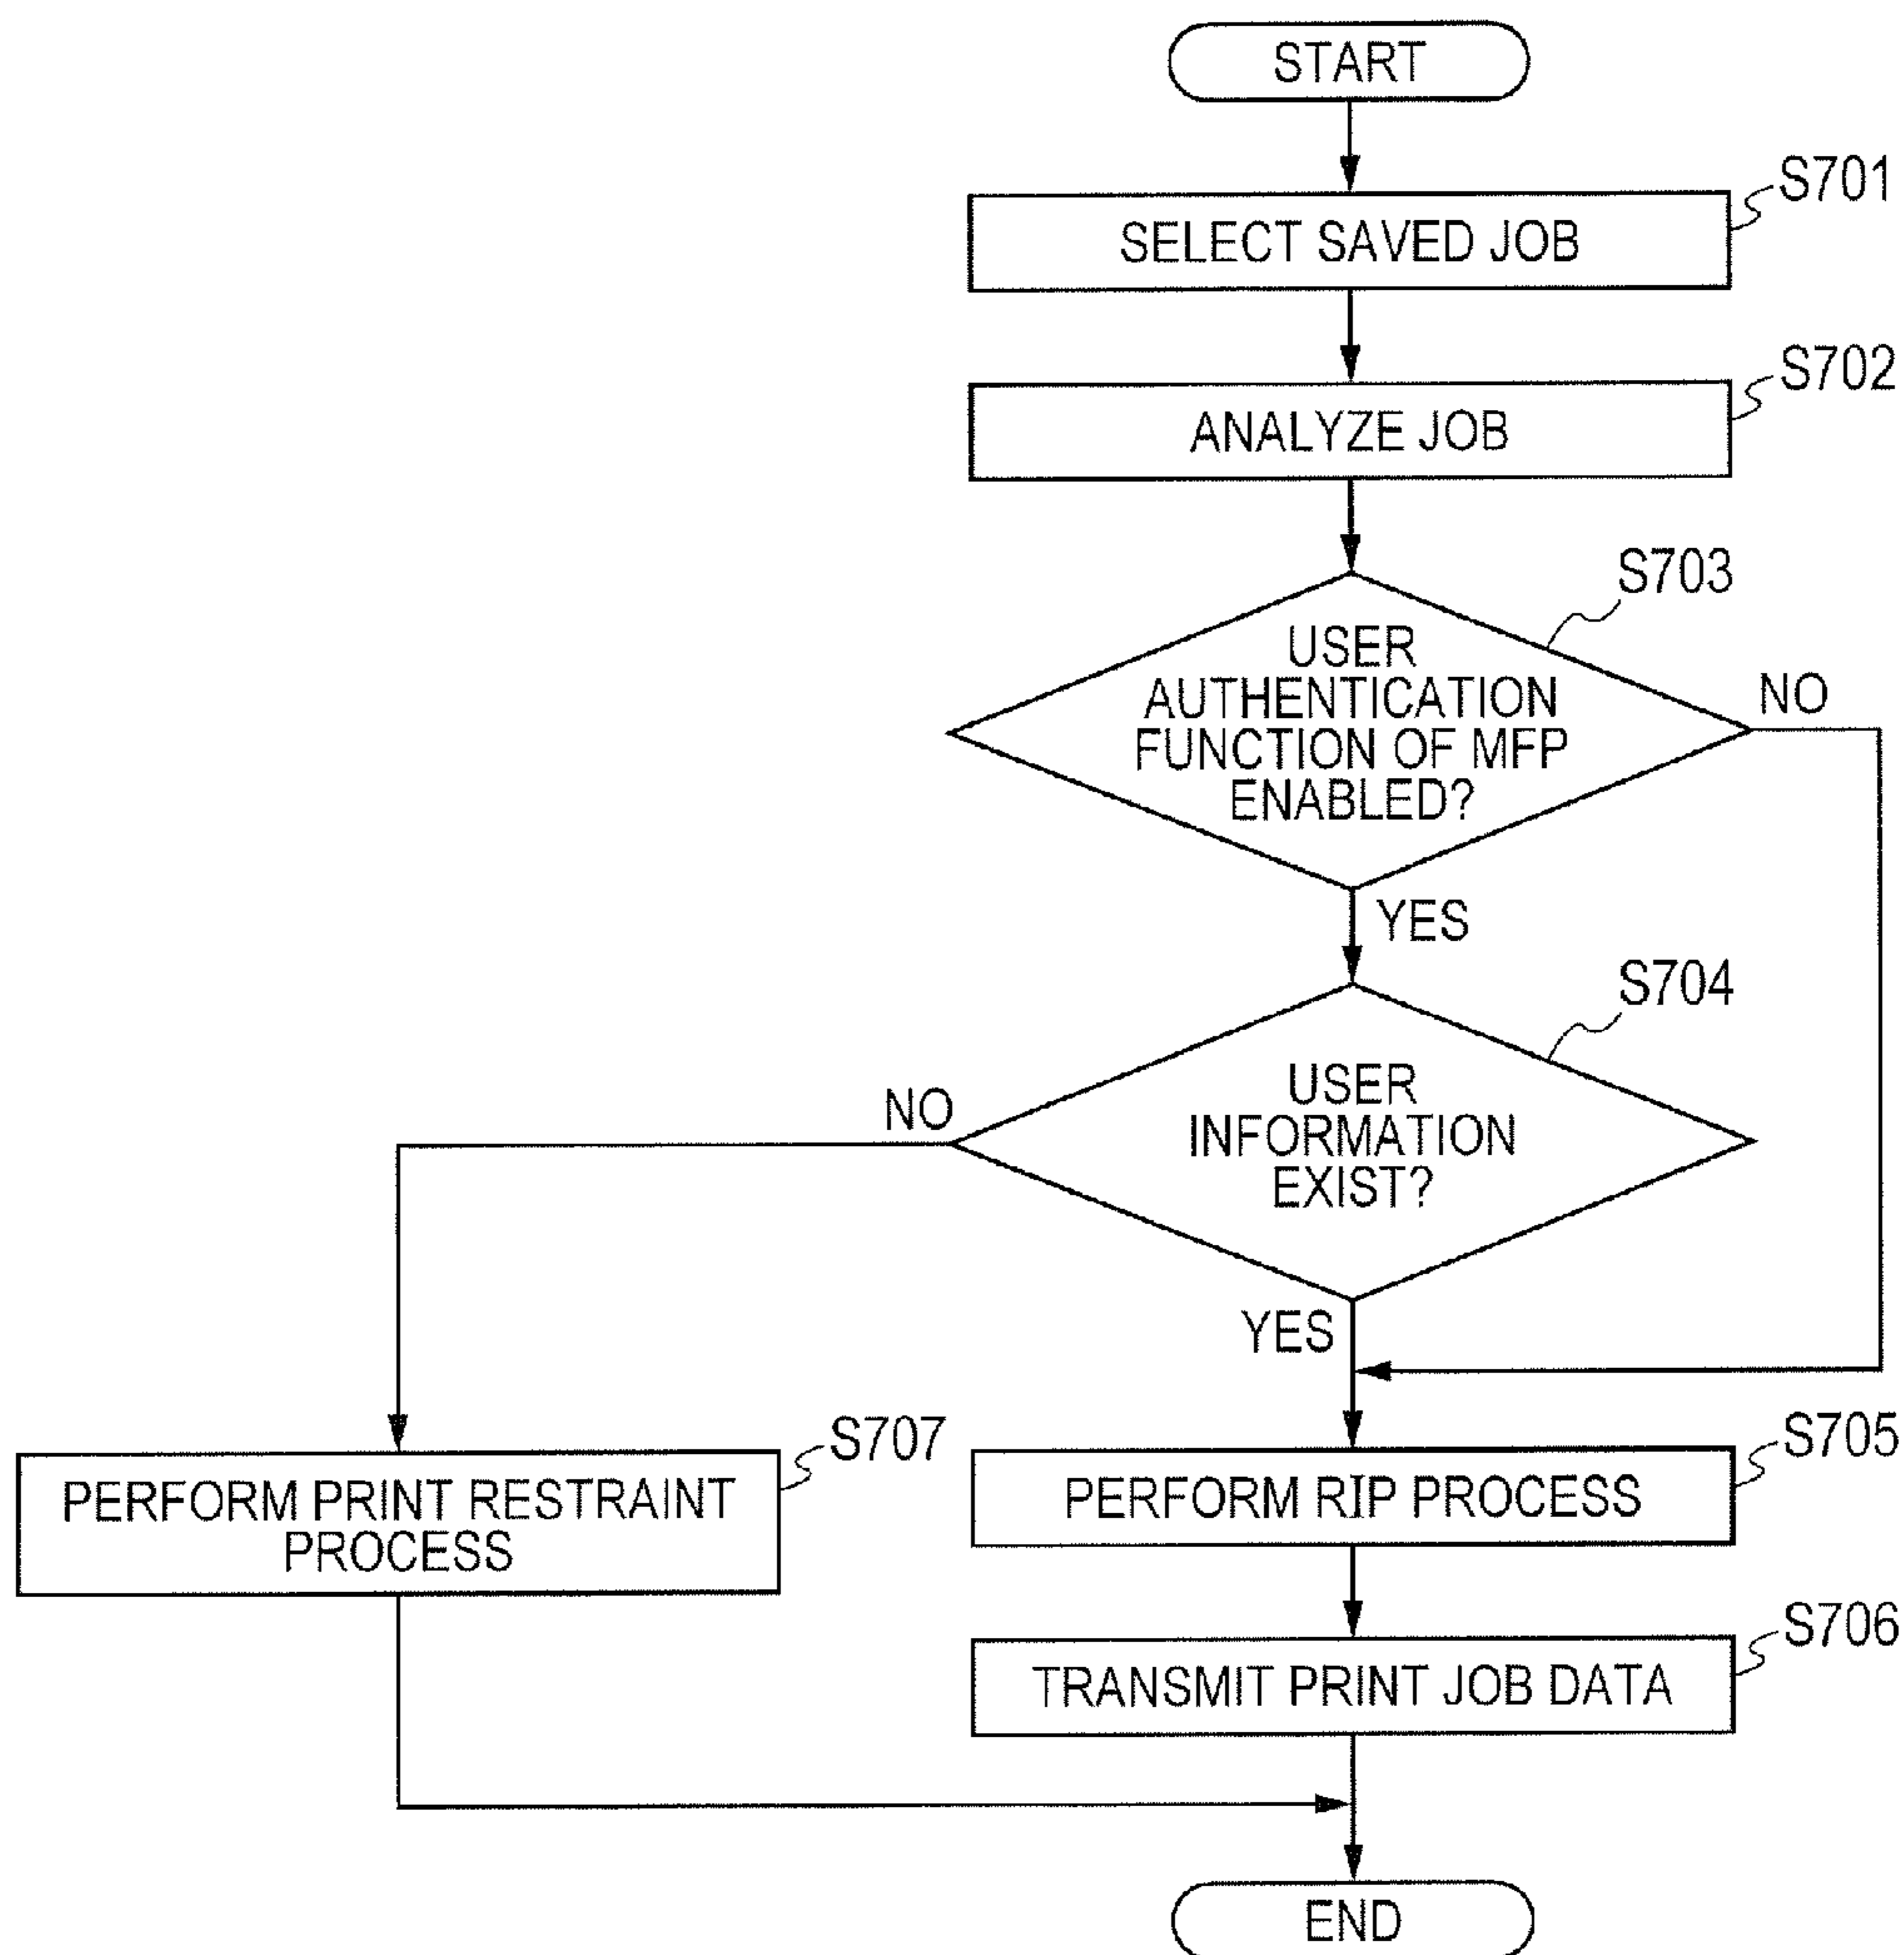 START
S701
SELECT SAVED JOB
S702
ANALYZE JOB
S703
USER
AUTHENTICATION
FUNCTION OF MFP
ENABLED?
NO
YES
S704
USER
INFORMATION
EXIST?
NO
YES
S707
PERFORM PRINT RESTRAINT
PROCESS
S705
PERFORM RIP PROCESS
S706
TRANSMIT PRINT JOB DATA
END